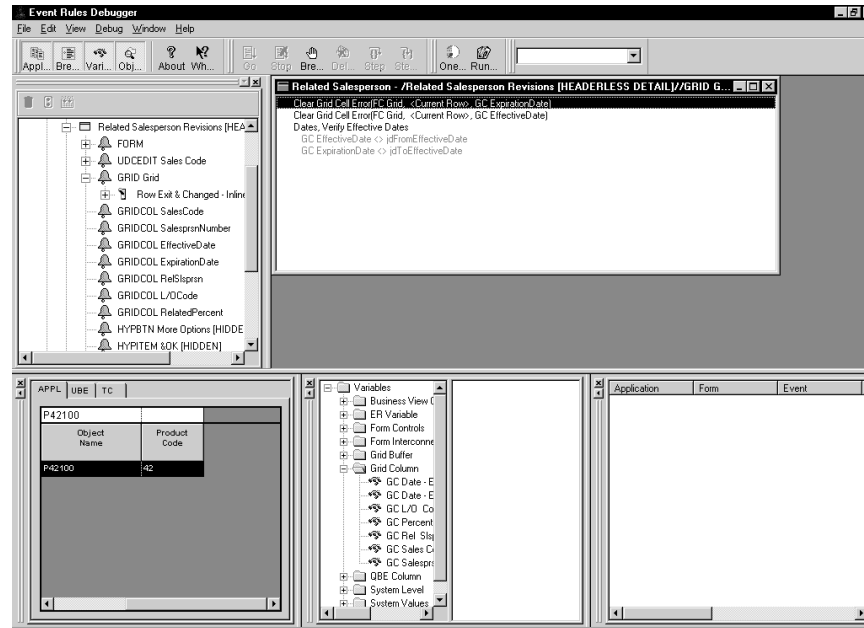 Event Rules Debugger
File Edit View Debug Window Help
Appl... Bre... Vari... Obj... About Wh... Go Stop Bre... Del... Step Ste... One... Run...
Related Salesperson Revisions [HEA
FORM
UDCEDIT Sales Code
GRID Grid
Row Exit & Changed - Inline
GRIDCOL SalesCode
GRIDCOL SalesprsnNumber
GRIDCOL EffectiveDate
GRIDCOL ExpirationDate
GRIDCOL RelSlsprsn
GRIDCOL L/OCode
GRIDCOL RelatedPercent
HYPBTN More Options [HIDDE
HYPITEM &OK [HIDDEN]
Related Salesperson - /Related Salesperson Revisions [HEADERLESS DETAIL]//GRID G...
Clear Grid Cell Error(FC Grid, <Current Row>, GC ExpirationDate)
Clear Grid Cell Error(FC Grid, <Current Row>, GC EffectiveDate)
Dates, Verify Effective Dates
GC EffectiveDate <> jdFromEffectiveDate
GC ExpirationDate <> jdToEffectiveDate
APPL UBE TC
P42100
Object Name Product Code
P42100 42
Variables
Business View C
ER Variable
Form Controls
Form Interconne
Grid Buffer
Grid Column
GC Date - E
GC Date - E
GC L/O Co
GC Percent
GC Rel Slsp
GC Sales Co
GC Salesprs
QBE Column
System Level
System Values
Application Form Event